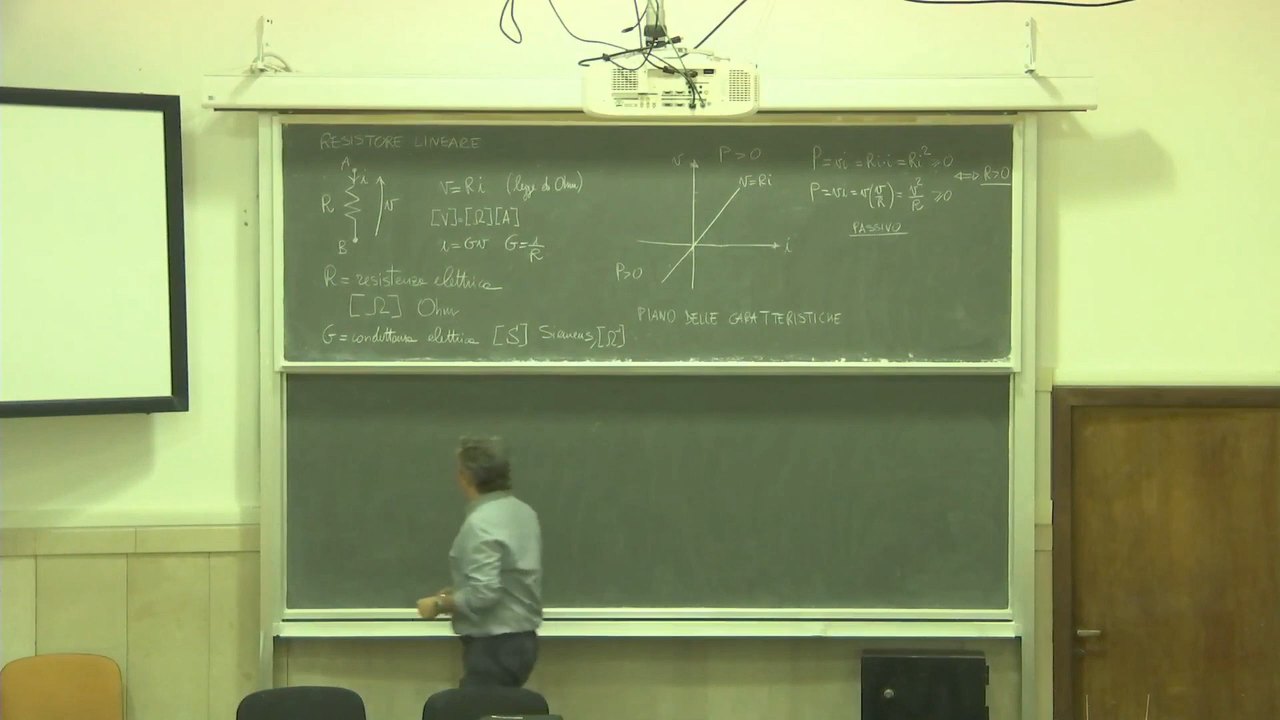 RESISTORE LINEARE
A
i
R
v
B
v=Ri (legge di Ohm)
[V]=[Ω][A]
i=Gv G=1/R
R= resistenza elettrica
[Ω] Ohm
G= conduttanza elettrica [S] Siemens, [Ω⁻¹]
v
P>0
v=Ri
i
P>0
PIANO DELLE CARATTERISTICHE
P=vi=Ri·i=Ri² ≥0
⇔ R>0
P=vi=v(v/R)=v²/R ≥0
PASSIVO